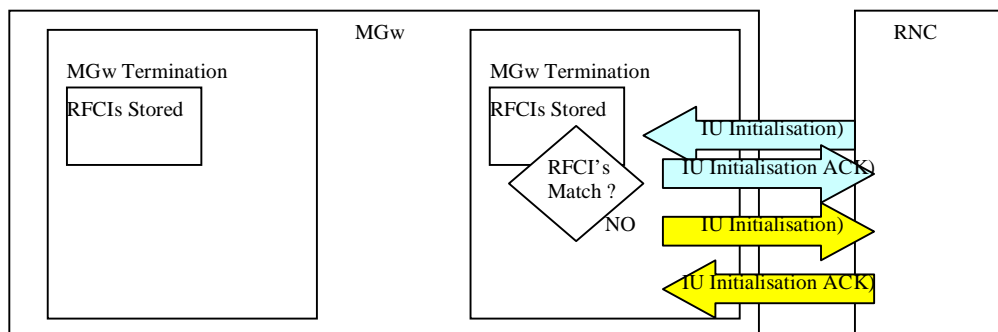 MGw
RNC
MGw Termination
RFCIs Stored
MGw Termination
RFCIs Stored
IU Initialisation)
IU Initialisation ACK)
RFCI's
Match ?
NO
IU Initialisation)
IU Initialisation ACK)